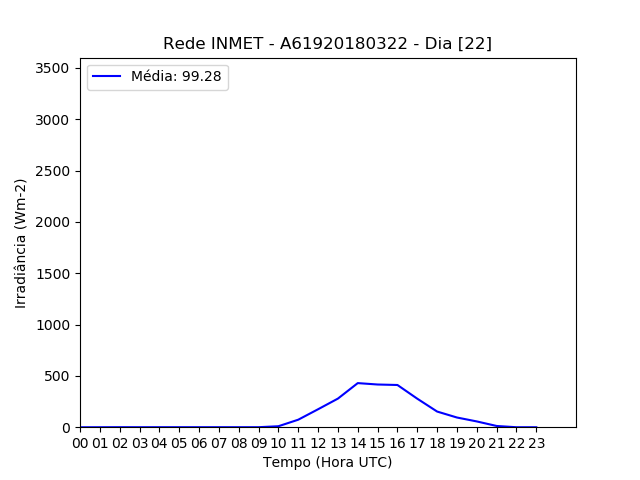 Rede INMET - A61920180322 - Dia [22]
Média: 99.28
3500
3000
2500
2000
1500
1000
500
0
Irradiância (Wm-2)
00 01 02 03 04 05 06 07 08 09 10 11 12 13 14 15 16 17 18 19 20 21 22 23
Tempo (Hora UTC)